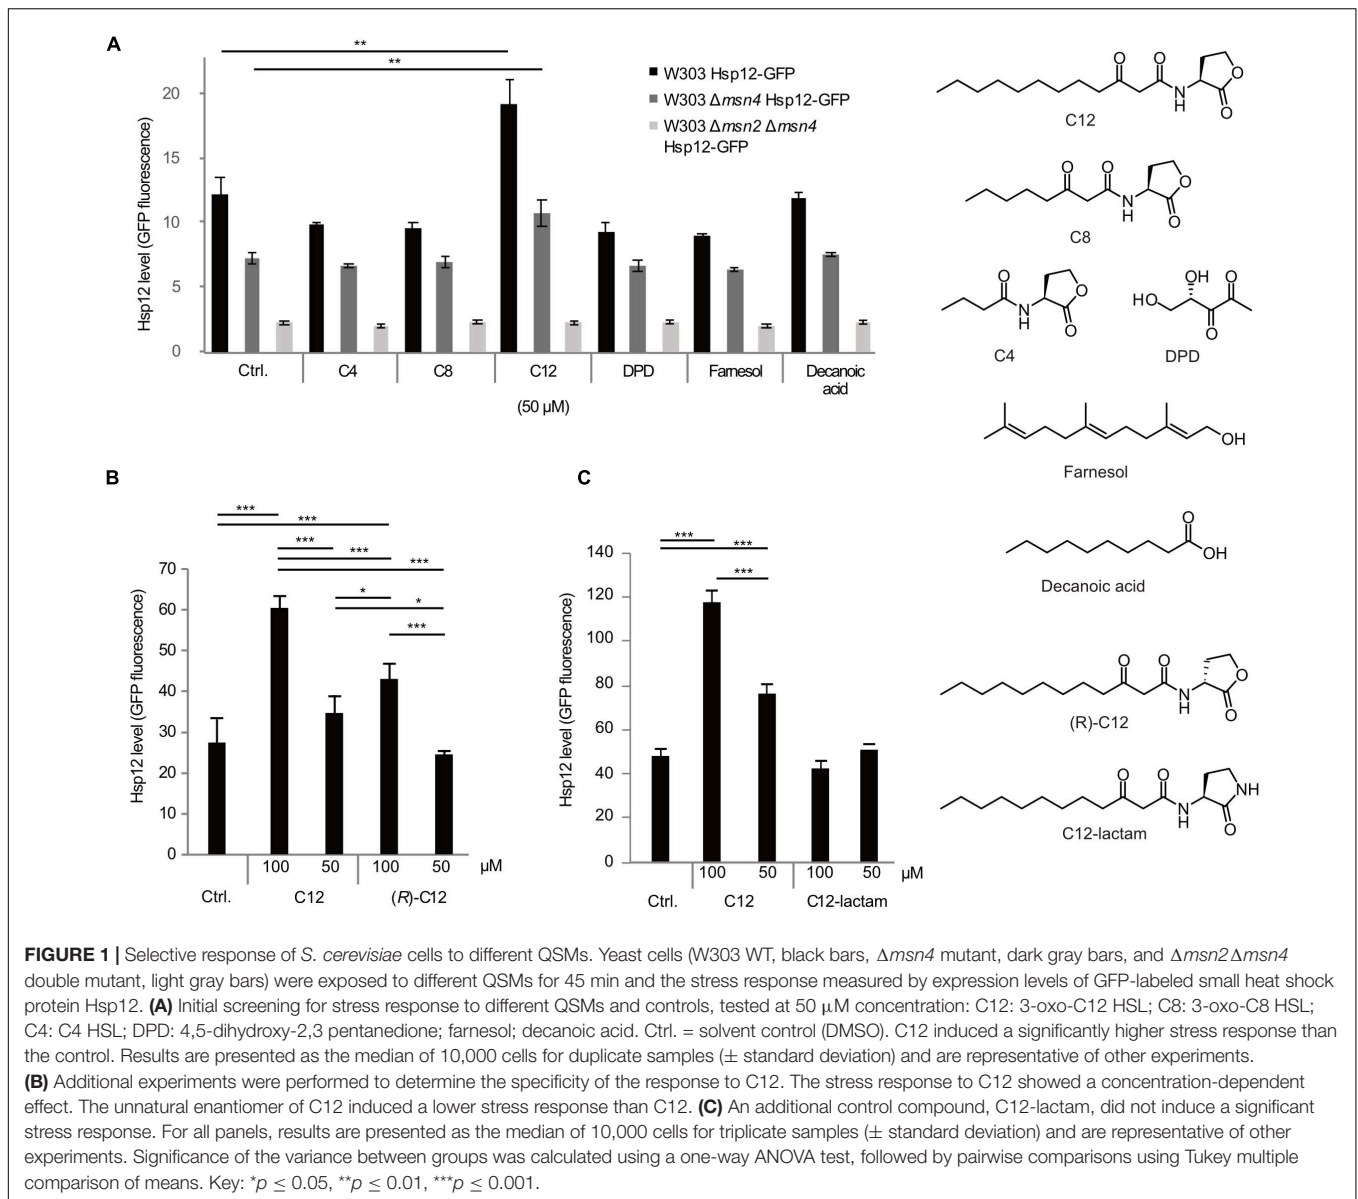 A
**
**
W303 Hsp12-GFP
W303 Δmsn4 Hsp12-GFP
W303 Δmsn2 Δmsn4
Hsp12-GFP
Hsp12 level (GFP fluorescence)
20
15
10
5
0
Ctrl.
C4
C8
C12
DPD
Farnesol
Decanoic
acid
(50 µM)
O
O
N
H
O
O
C12
O
O
N
H
O
O
C8
O
N
H
O
O
C4
OH
HO
O
O
DPD
OH
Farnesol
O
OH
Decanoic acid
O
O
N
H
O
O
(R)-C12
O
O
N
H
NH
O
C12-lactam
B
***
***
***
***
***
*
*
***
Hsp12 level (GFP fluorescence)
70
60
50
40
30
20
10
0
100
50
100
50
µM
Ctrl.
C12
(R)-C12
C
***
***
***
Hsp12 level (GFP fluorescence)
140
120
100
80
60
40
20
0
100
50
100
50
µM
Ctrl.
C12
C12-lactam
FIGURE 1 | Selective response of S. cerevisiae cells to different QSMs. Yeast cells (W303 WT, black bars, Δmsn4 mutant, dark gray bars, and Δmsn2Δmsn4
double mutant, light gray bars) were exposed to different QSMs for 45 min and the stress response measured by expression levels of GFP-labeled small heat shock
protein Hsp12. (A) Initial screening for stress response to different QSMs and controls, tested at 50 µM concentration: C12: 3-oxo-C12 HSL; C8: 3-oxo-C8 HSL;
C4: C4 HSL; DPD: 4,5-dihydroxy-2,3 pentanedione; farnesol; decanoic acid. Ctrl. = solvent control (DMSO). C12 induced a significantly higher stress response than
the control. Results are presented as the median of 10,000 cells for duplicate samples (± standard deviation) and are representative of other experiments.
(B) Additional experiments were performed to determine the specificity of the response to C12. The stress response to C12 showed a concentration-dependent
effect. The unnatural enantiomer of C12 induced a lower stress response than C12. (C) An additional control compound, C12-lactam, did not induce a significant
stress response. For all panels, results are presented as the median of 10,000 cells for triplicate samples (± standard deviation) and are representative of other
experiments. Significance of the variance between groups was calculated using a one-way ANOVA test, followed by pairwise comparisons using Tukey multiple
comparison of means. Key: *p ≤ 0.05, **p ≤ 0.01, ***p ≤ 0.001.